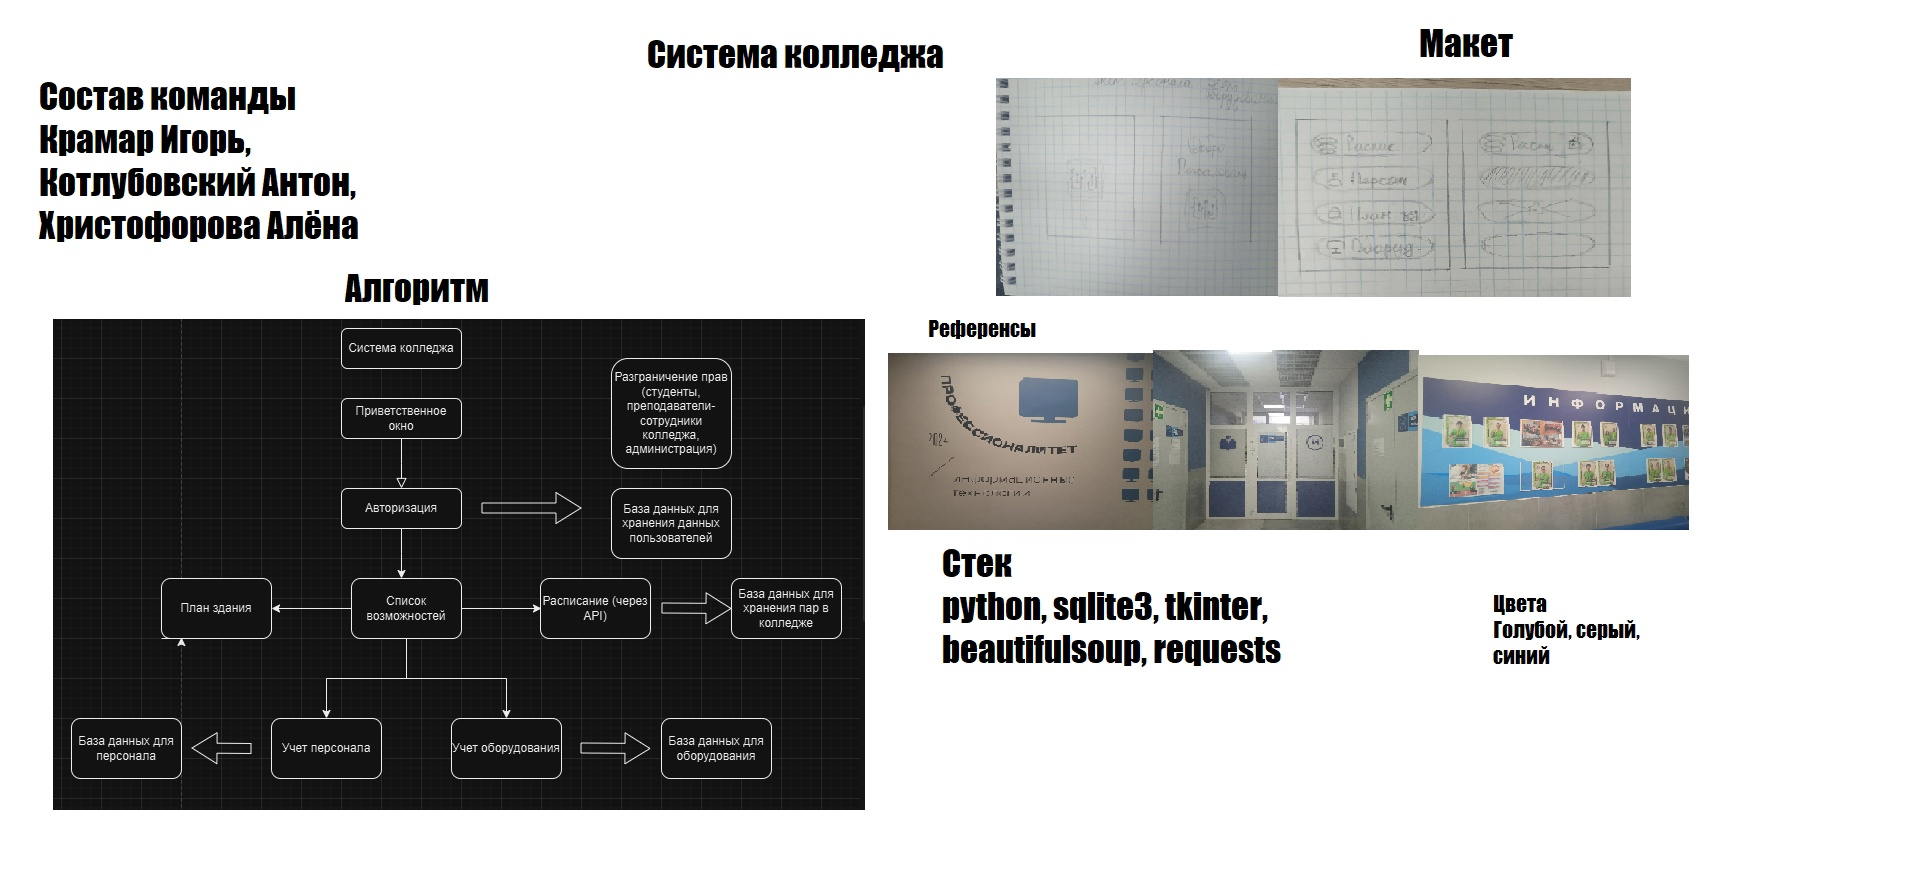 Система колледжа
Макет
Состав команды
Крамар Игорь,
Котлубовский Антон,
Христофорова Алёна
Алгоритм
Система колледжа
Приветственное
окно
Авторизация
Разграничение прав
(студенты,
преподаватели-
сотрудники
колледжа,
администрация)
База данных для
хранения данных
пользователей
План здания
Список
возможностей
Расписание (через
API)
База данных для
хранения пар в
колледже
База данных для
персонала
Учет персонала
Учет оборудования
База данных для
оборудования
План
Референсы
ПРОФЕССИОНАЛИТЕТ
информационные
технологии
ИНФОРМАЦИ
Стек
python, sqlite3, tkinter,
beautifulsoup, requests
Цвета
Голубой, серый,
синий